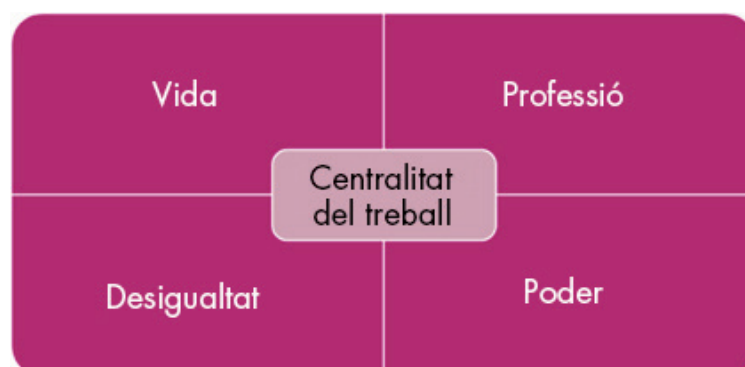 Vida
Professió
Centralitat
del treball
Desigualtat
Poder